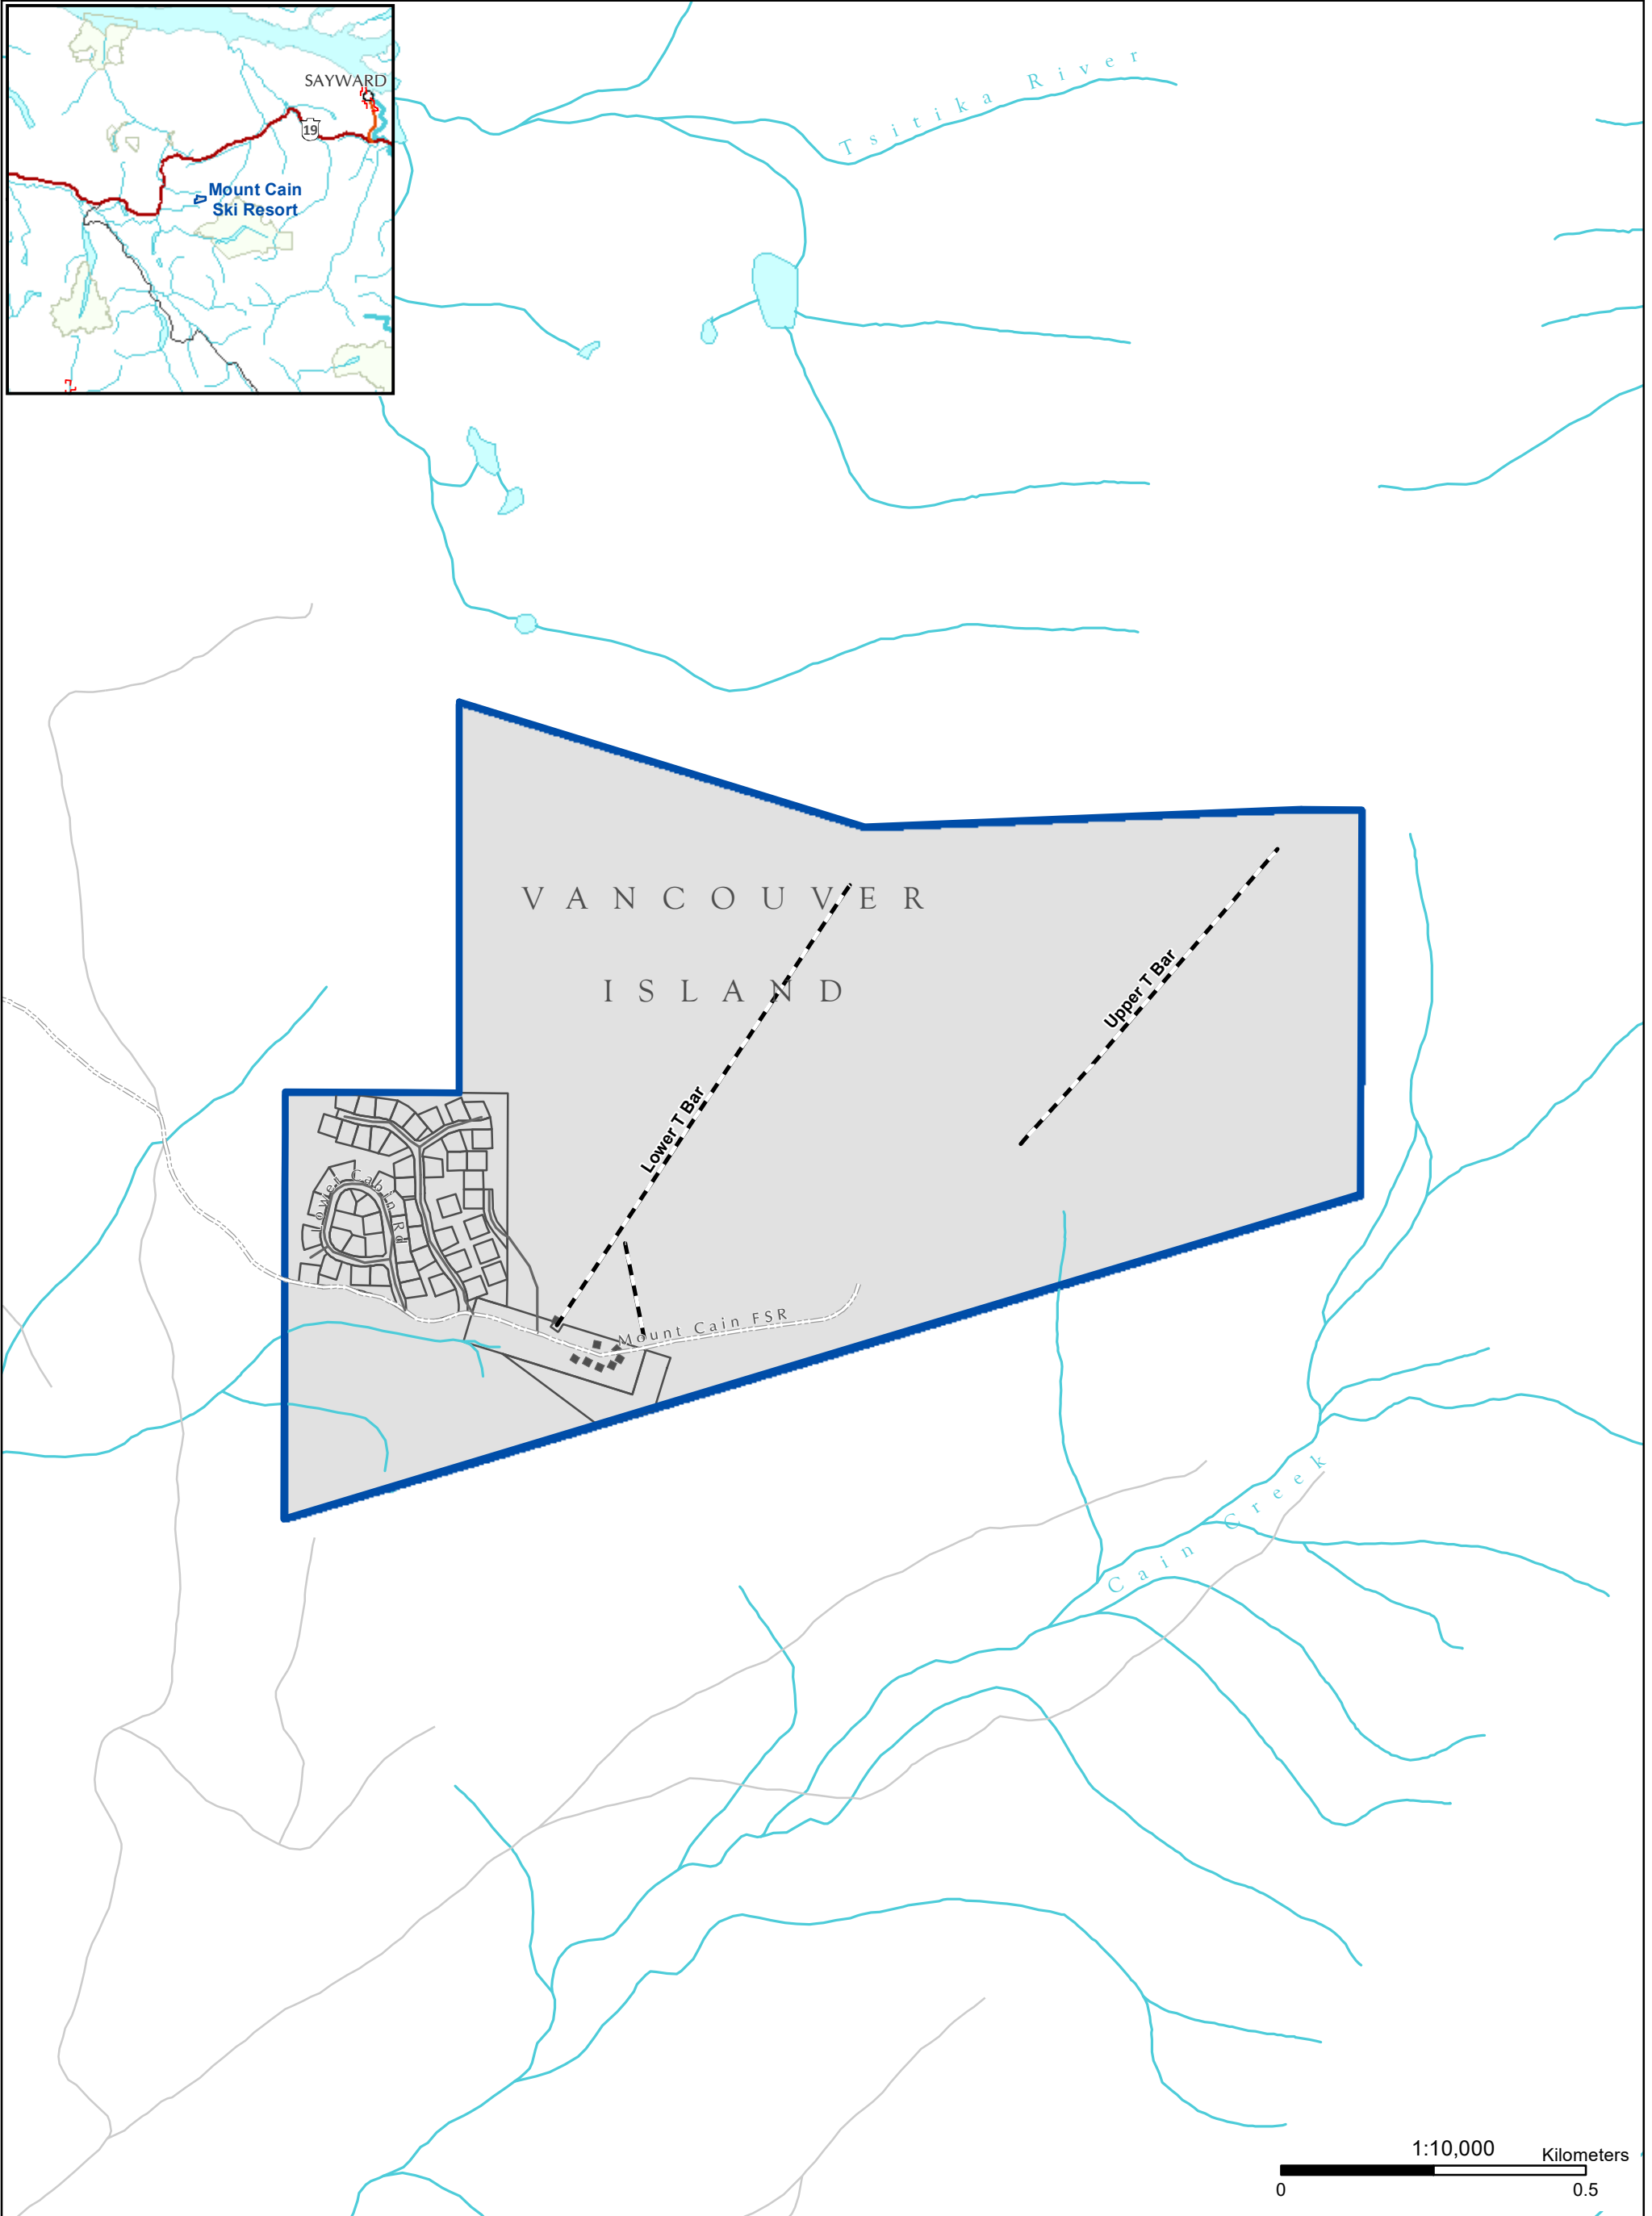 SAYWARD
19
Mount Cain
Ski Resort
Tsitika River
VANCOUVER
ISLAND
Upper T Bar
Lower T Bar
Lower Cabin Rd
Mount Cain FSR
Cain Creek
1:10,000 Kilometers
0 0.5